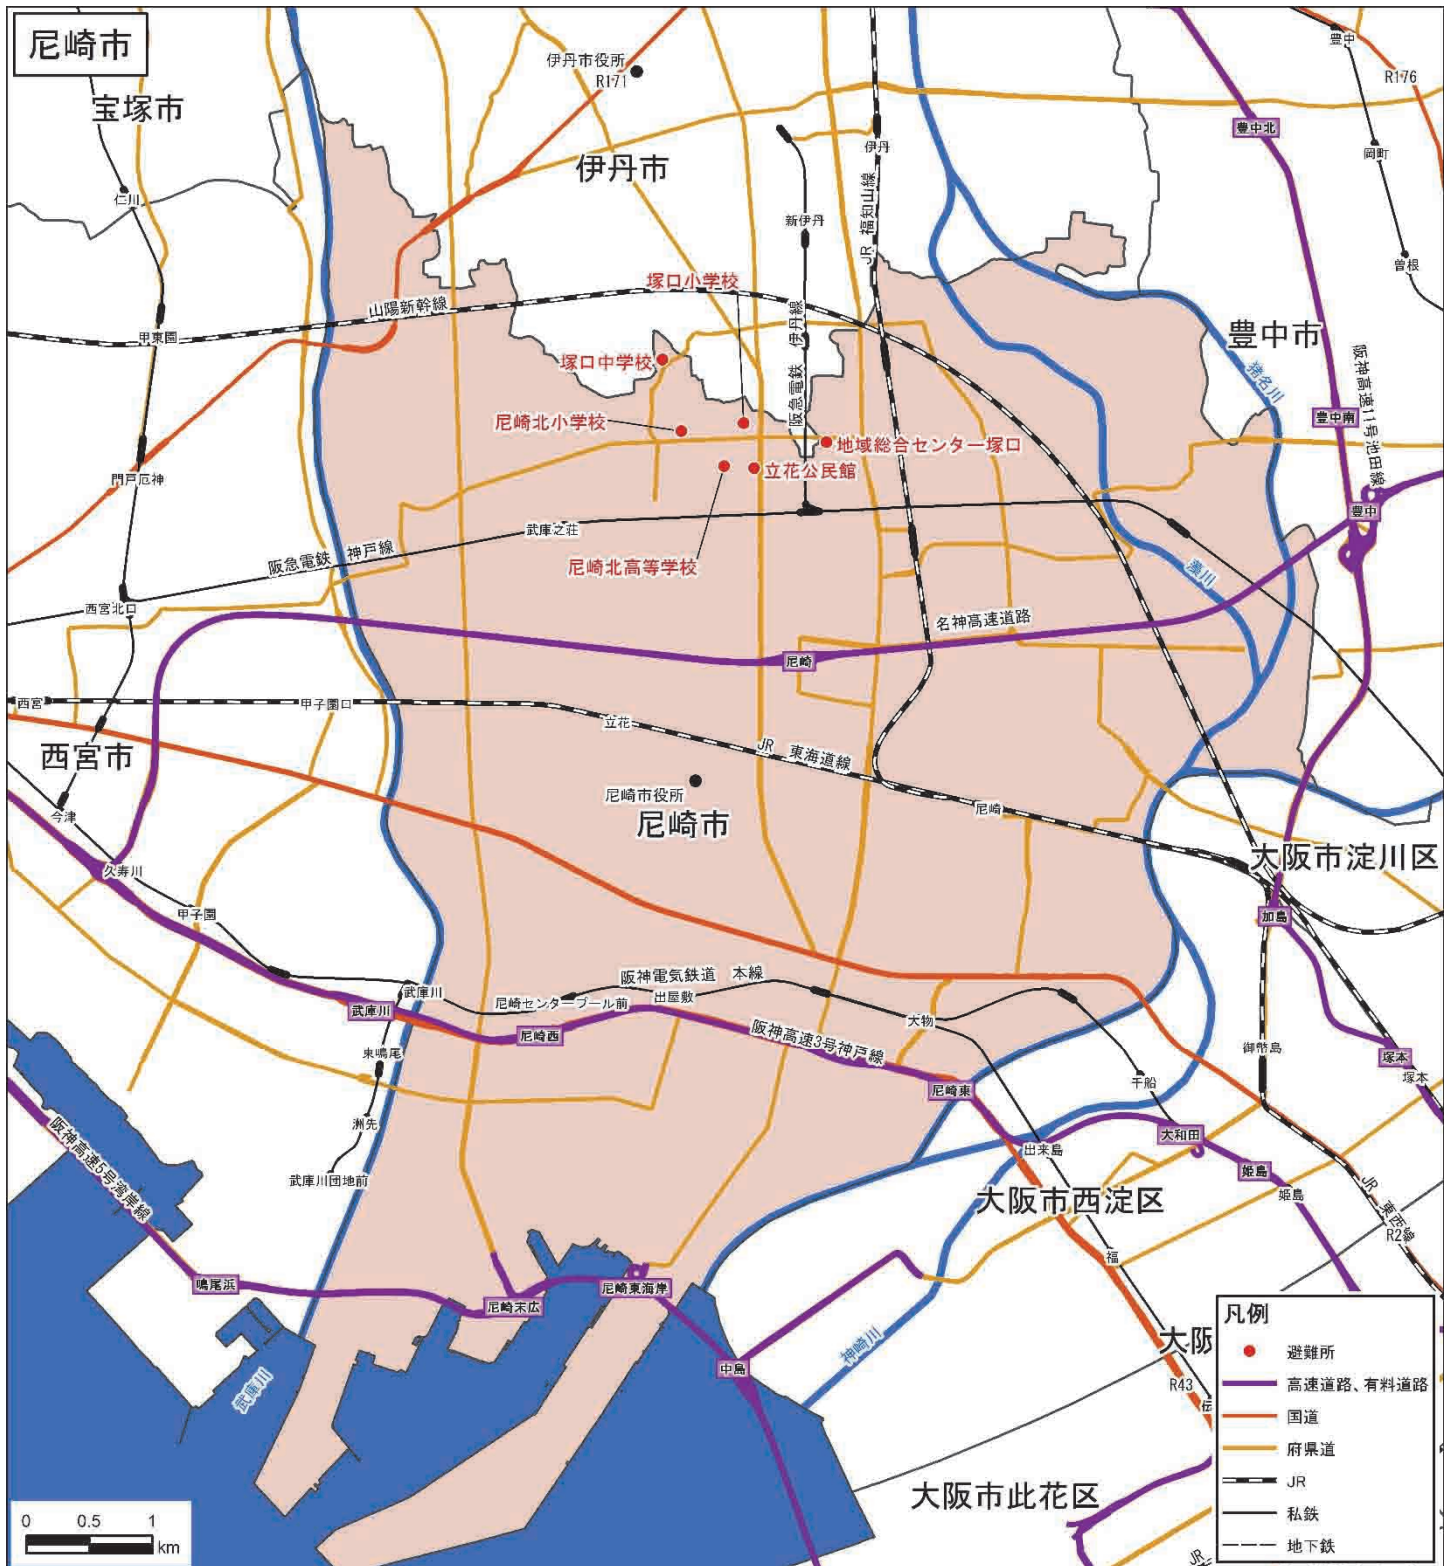 尼崎市
宝塚市
伊丹市役所
R171
豊中
R176
豊中北
伊丹市
伊丹
岡町
仁川
新伊丹
JR 福知山線
曽根
塚口小学校
山陽新幹線
甲東園
伊丹線
阪急電鉄
豊中市
塚口中学校
猪名川
阪神高速11号池田線
尼崎北小学校
地域総合センター塚口
豊中南
立花公民館
門戸厄神
武庫之荘
豊中
阪急電鉄 神戸線
尼崎北高等学校
藻川
西宮北口
名神高速道路
尼崎
西宮
甲子園口
立花
西宮市
JR 東海道線
尼崎市役所
尼崎
今津
尼崎市
久寿川
大阪市淀川区
甲子園
加島
阪神電気鉄道 本線
武庫川
尼崎センタープール前
出屋敷
武庫川
大物
尼崎西
阪神高速3号神戸線
東鳴尾
御幣島
塚本
塚本
千船
尼崎東
洲先
大和田
阪神高速5号湾岸線
出来島
武庫川団地前
姫島
姫島
大阪市西淀区
JR 東西線
R2
福
鳴尾浜
尼崎末広
尼崎東海岸
神崎川
中島
大阪
R43
武庫川
大阪市此花区
JR
凡例
避難所
高速道路、有料道路
国道
府県道
JR
私鉄
地下鉄
0 0.5 1
km